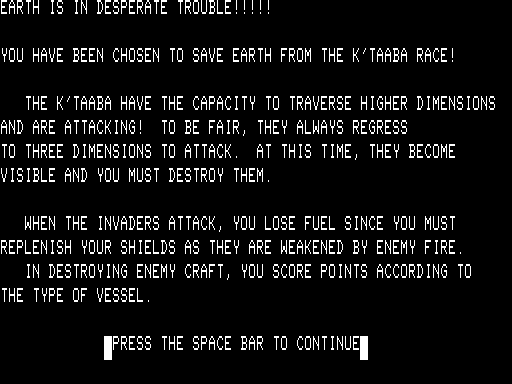 EARTH IS IN DESPERATE TROUBLE!!!!!
YOU HAVE BEEN CHOSEN TO SAVE EARTH FROM THE K'TAABA RACE!
THE K'TAABA HAVE THE CAPACITY TO TRAVERSE HIGHER DIMENSIONS
AND ARE ATTACKING!  TO BE FAIR, THEY ALWAYS REGRESS
TO THREE DIMENSIONS TO ATTACK.  AT THIS TIME, THEY BECOME
VISIBLE AND YOU MUST DESTROY THEM.
WHEN THE INVADERS ATTACK, YOU LOSE FUEL SINCE YOU MUST
REPLENISH YOUR SHIELDS AS THEY ARE WEAKENED BY ENEMY FIRE.
IN DESTROYING ENEMY CRAFT, YOU SCORE POINTS ACCORDING TO
THE TYPE OF VESSEL.
PRESS THE SPACE BAR TO CONTINUE